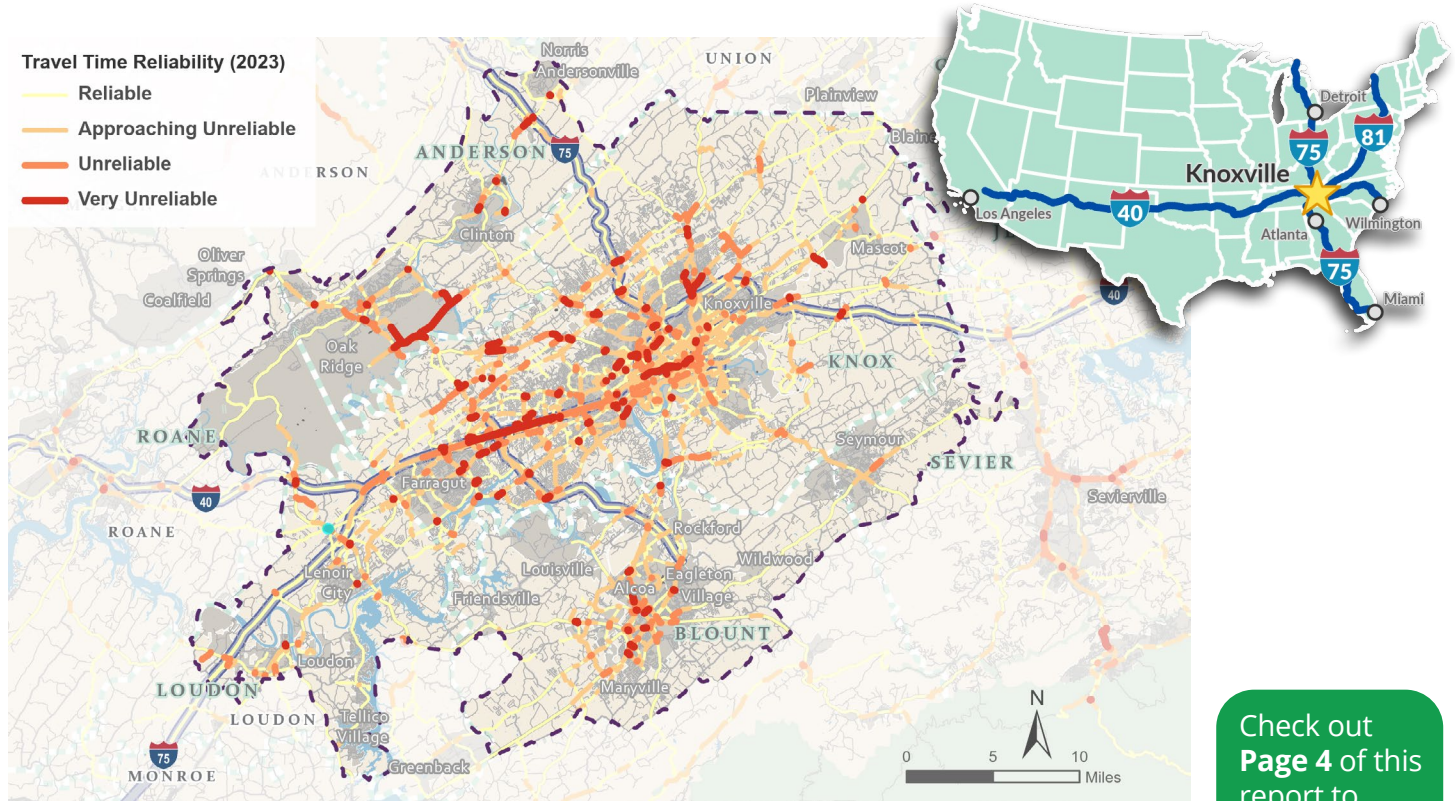 Travel Time Reliability (2023)
Reliable
Approaching Unreliable
Unreliable
Very Unreliable
Norris
Andersonville
UNION
Plainview
Blaine
ANDERSON
75
ANDERSON
Clinton
Mascot
Oliver
Springs
Coalfield
Knoxville
40
Oak
Ridge
KNOX
ROANE
Seymour
SEVIER
Farragut
Sevierville
40
ROANE
Rockford
Wildwood
Louisville
Eagleton
Village
Lenoir
City
Alcoa
Friendsville
BLOUNT
Loudon
Maryville
LOUDON
LOUDON
Tellico
Village
75
MONROE
Greenback
N
0 5 10
Miles
Detroit
75
81
Knoxville
Los Angeles
40
Wilmington
Atlanta
75
Miami
Check out
Page 4 of this
report to